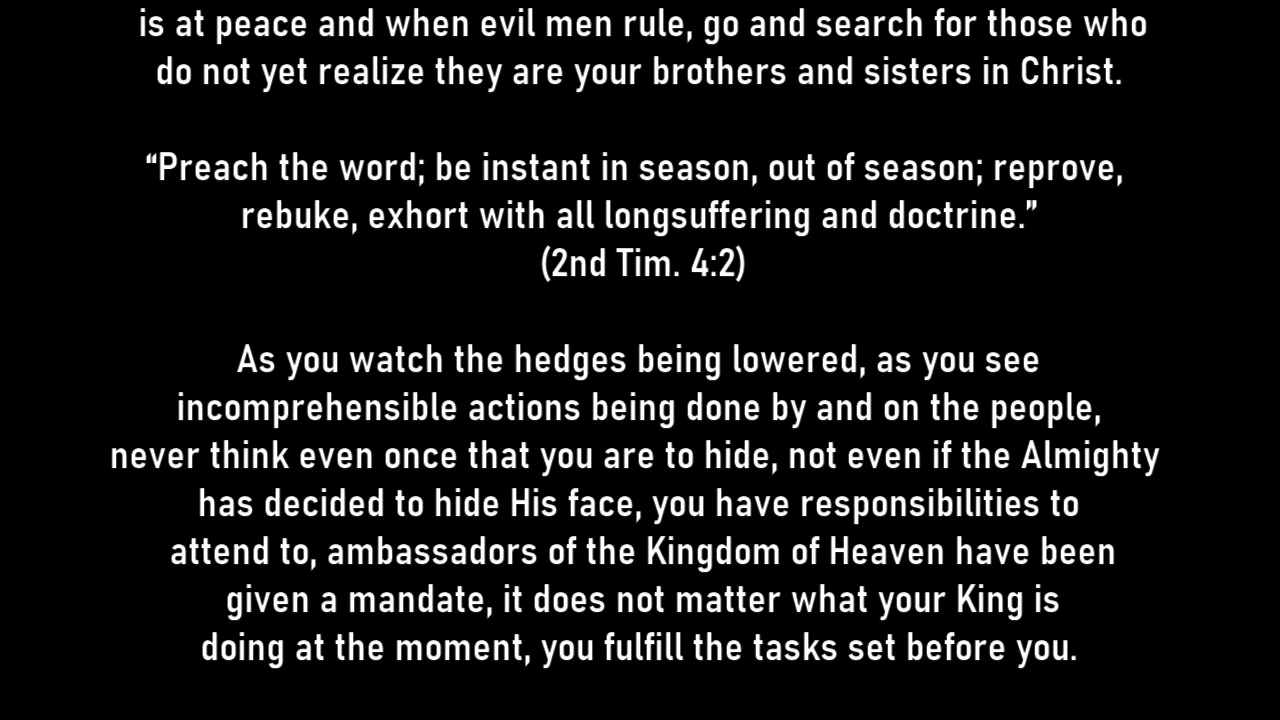 is at peace and when evil men rule, go and search for those who
do not yet realize they are your brothers and sisters in Christ.
“Preach the word; be instant in season, out of season; reprove,
rebuke, exhort with all longsuffering and doctrine.”
(2nd Tim. 4:2)
As you watch the hedges being lowered, as you see
incomprehensible actions being done by and on the people,
never think even once that you are to hide, not even if the Almighty
has decided to hide His face, you have responsibilities to
attend to, ambassadors of the Kingdom of Heaven have been
given a mandate, it does not matter what your King is
doing at the moment, you fulfill the tasks set before you.